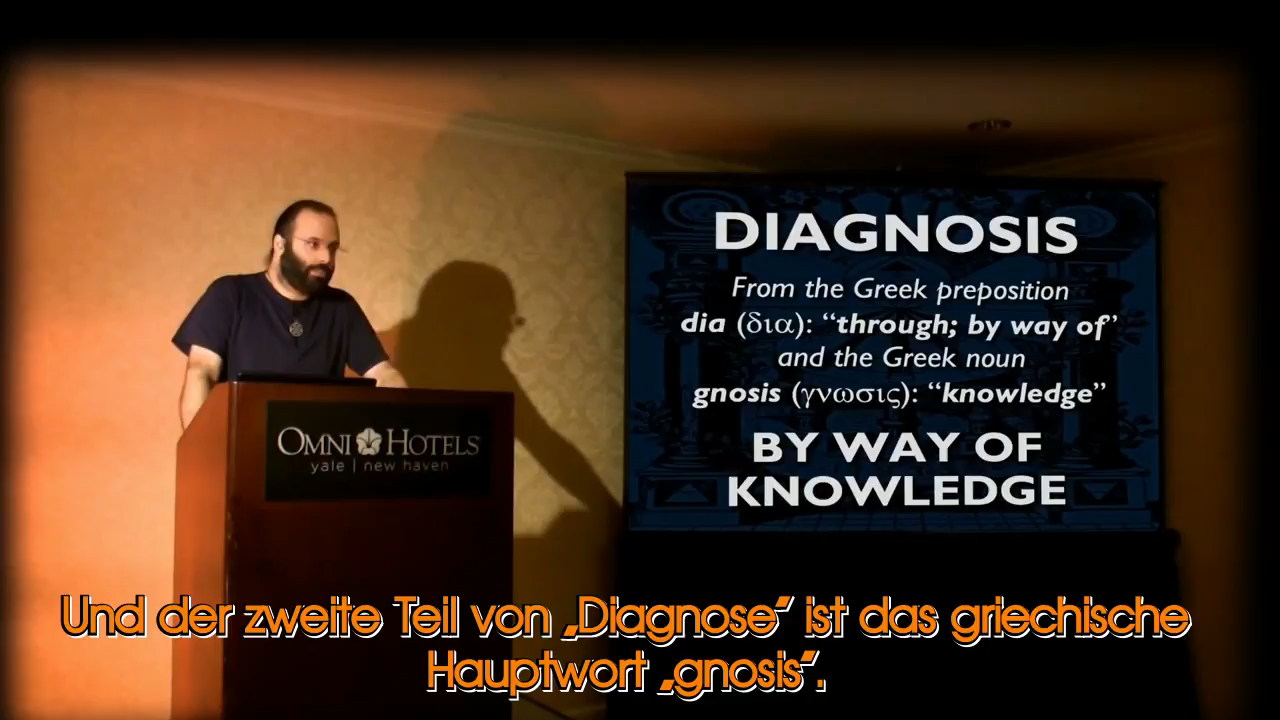 DIAGNOSIS
From the Greek preposition
dia (δια): “through; by way of”
and the Greek noun
gnosis (γνωσις): “knowledge”
BY WAY OF
KNOWLEDGE
OMNI HOTELS
yale | new haven
Und der zweite Teil von „Diagnose“ ist das griechische
Hauptwort „gnosis“.